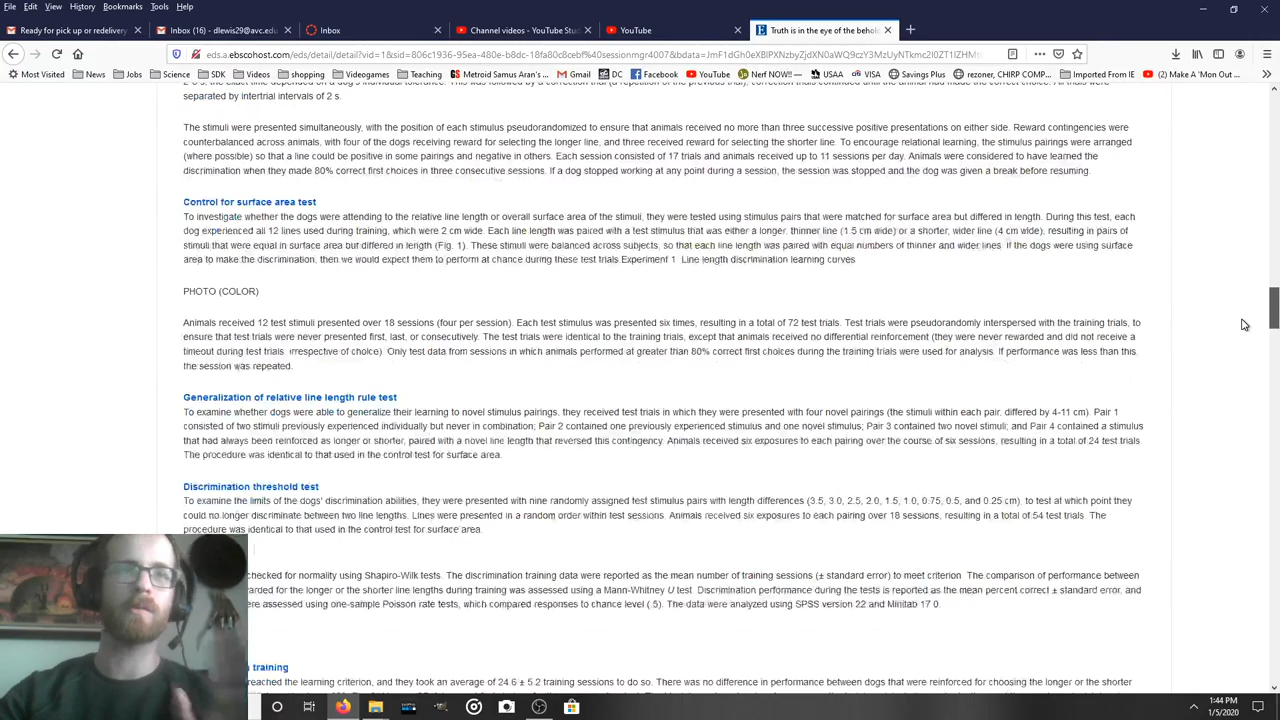 File Edit View History Bookmarks Tools Help
Ready for pick up or redelivery
Inbox (1) - dlewis29@avc.edu
Inbox
Channel videos - YouTube Stud
YouTube
Truth is in the eye of the behol
eds.a.ebscohost.com/eds/detail/detail?vid=1&sid=806c1936-95ea-480e-b8dc-18fa80c8cebf%40sessionmgr4007&bdata=
Most Visited News Jobs Science SDK Videos shopping Videogames Teaching Metroid Samus Aran's... Gmail DC Facebook YouTube Nerf NOW!! USAA VISA Savings Plus rezoner, CHIRP COMP... Imported From IE (2) Make A 'Mon Out ...
separated by intertrial intervals of 2 s.
The stimuli were presented simultaneously, with the position of each stimulus pseudorandomized to ensure that animals received no more than three successive positive presentations on either side. Reward contingencies were
counterbalanced across animals, with four of the dogs receiving reward for selecting the longer line, and three received reward for selecting the shorter line. To encourage relational learning, the stimulus pairings were arranged
(where possible) so that a line could be positive in some pairings and negative in others. Each session consisted of 17 trials and animals received up to 11 sessions per day. Animals were considered to have learned the
discrimination when they made 80% correct first choices in three consecutive sessions. If a dog stopped working at any point during a session, the session was stopped and the dog was given a break before resuming.
Control for surface area test
To investigate whether the dogs were attending to the relative line length or overall surface area of the stimuli, they were tested using stimulus pairs that were matched for surface area but differed in length. During this test, each
dog experienced all 12 lines used during training, which were 2 cm wide. Each line length was paired with a test stimulus that was either a longer, thinner line (1.5 cm wide) or a shorter, wider line (4 cm wide), resulting in pairs of
stimuli that were equal in surface area but differed in length (Fig. 1). These stimuli were balanced across subjects, so that each line length was paired with equal numbers of thinner and wider lines. If the dogs were using surface
area to make the discrimination, then we would expect them to perform at chance during these test trials.Experiment 1. Line length discrimination learning curves
PHOTO (COLOR)
Animals received 12 test stimuli presented over 18 sessions (four per session). Each test stimulus was presented six times, resulting in a total of 72 test trials. Test trials were pseudorandomly interspersed with the training trials, to
ensure that test trials were never presented first, last, or consecutively. The test trials were identical to the training trials, except that animals received no differential reinforcement (they were never rewarded and did not receive a
timeout during test trials, irrespective of choice). Only test data from sessions in which animals performed at greater than 80% correct first choices during the training trials were used for analysis. If performance was less than this,
the session was repeated.
Generalization of relative line length rule test
To examine whether dogs were able to generalize their learning to novel stimulus pairings, they received test trials in which they were presented with four novel pairings (the stimuli within each pair, differed by 4-11 cm). Pair 1
consisted of two stimuli previously experienced individually but never in combination; Pair 2 contained one previously experienced stimulus and one novel stimulus; Pair 3 contained two novel stimuli; and Pair 4 contained a stimulus
that had always been reinforced as longer or shorter, paired with a novel line length that reversed this contingency. Animals received six exposures to each pairing over the course of six sessions, resulting in a total of 24 test trials.
The procedure was identical to that used in the control test for surface area.
Discrimination threshold test
To examine the limits of the dogs' discrimination abilities, they were presented with nine randomly assigned test stimulus pairs with length differences (3.5, 3.0, 2.5, 2.0, 1.5, 1.0, 0.75, 0.5, and 0.25 cm), to test at which point they
could no longer discriminate between two line lengths. Lines were presented in a random order within test sessions. Animals received six exposures to each pairing over 18 sessions, resulting in a total of 54 test trials. The
procedure was identical to that used in the control test for surface area.
checked for normality using Shapiro-Wilk tests. The discrimination training data were reported as the mean number of training sessions (± standard error) to meet criterion. The comparison of performance between
warded for the longer or the shorter line lengths during training was assessed using a Mann-Whitney U test. Discrimination performance during the tests is reported as the mean percent correct ± standard error, and
ere assessed using one-sample Poisson rate tests, which compared responses to chance level (.5). The data were analyzed using SPSS version 22 and Minitab 17.0.
training
reached the learning criterion, and they took an average of 24.6 ± 5.2 training sessions to do so. There was no difference in performance between dogs that were reinforced for choosing the longer or the shorter
1:44 PM
1/5/2020